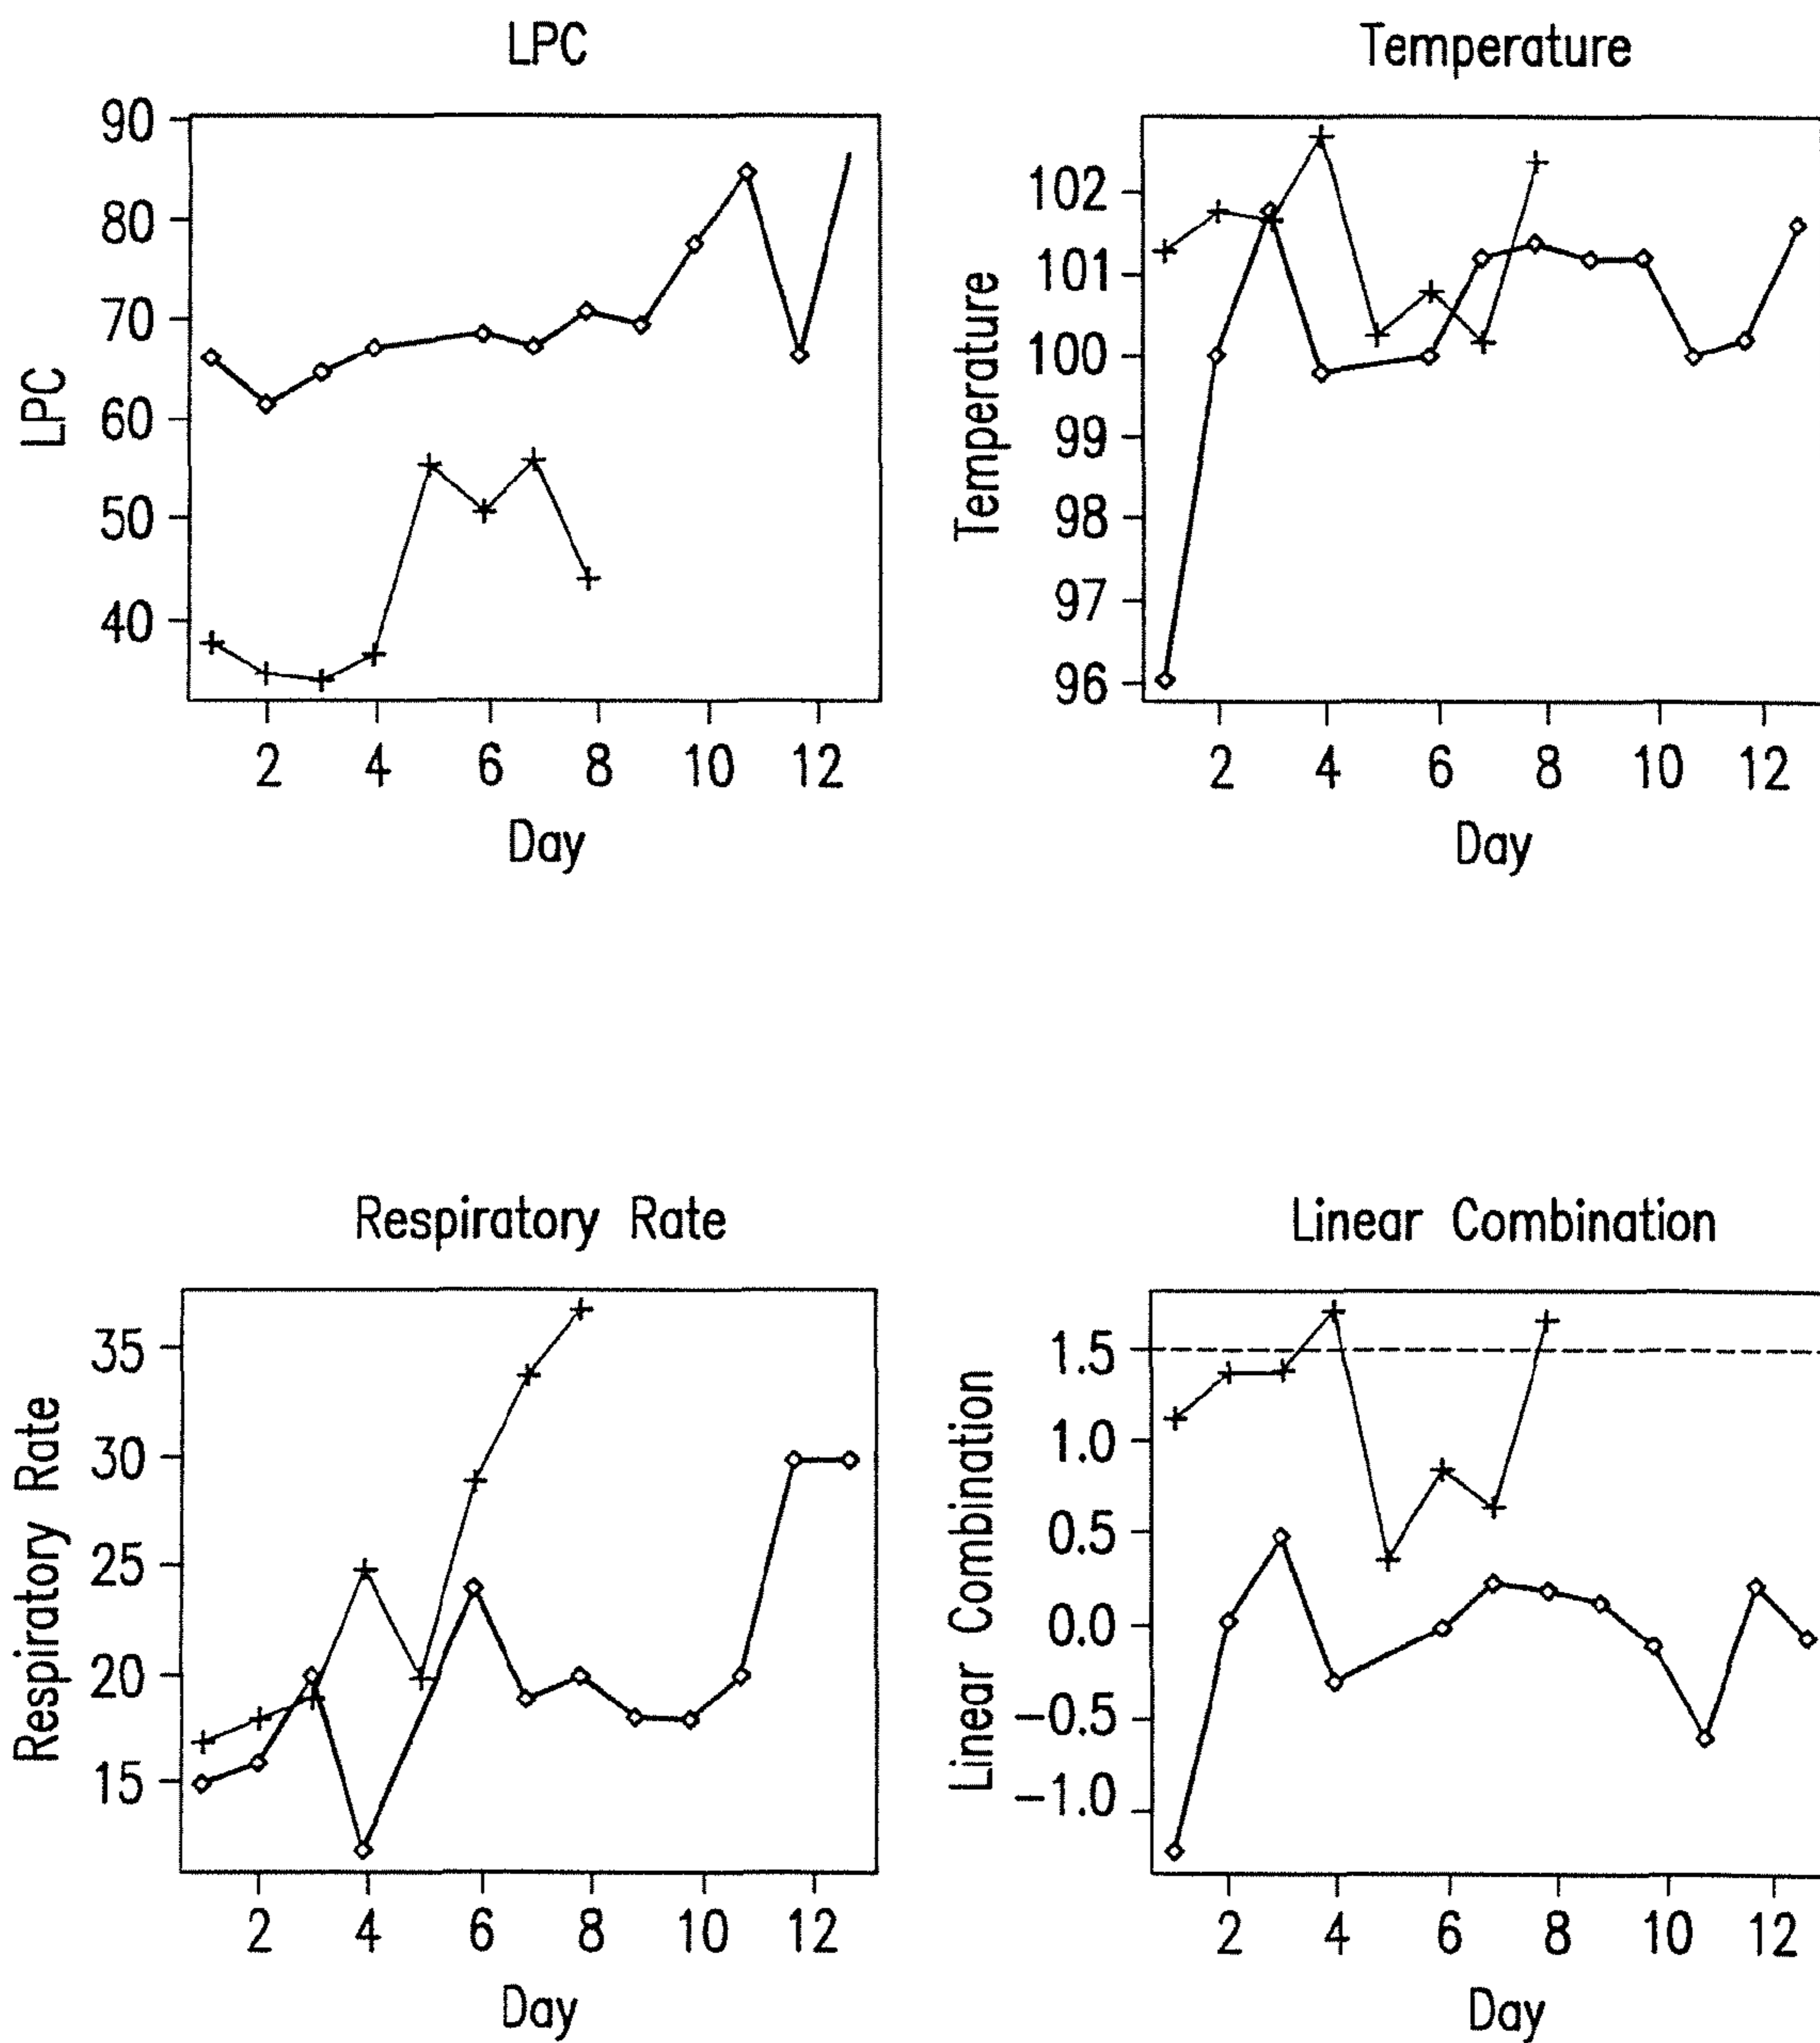 LPC
LPC
90
80
70
60
50
40
2 4 6 8 10 12
Day
Temperature
Temperature
102
101
100
99
98
97
96
2 4 6 8 10 12
Day
Respiratory Rate
Respiratory Rate
35
30
25
20
15
2 4 6 8 10 12
Day
Linear Combination
Linear Combination
1.5
1.0
0.5
0.0
-0.5
-1.0
2 4 6 8 10 12
Day